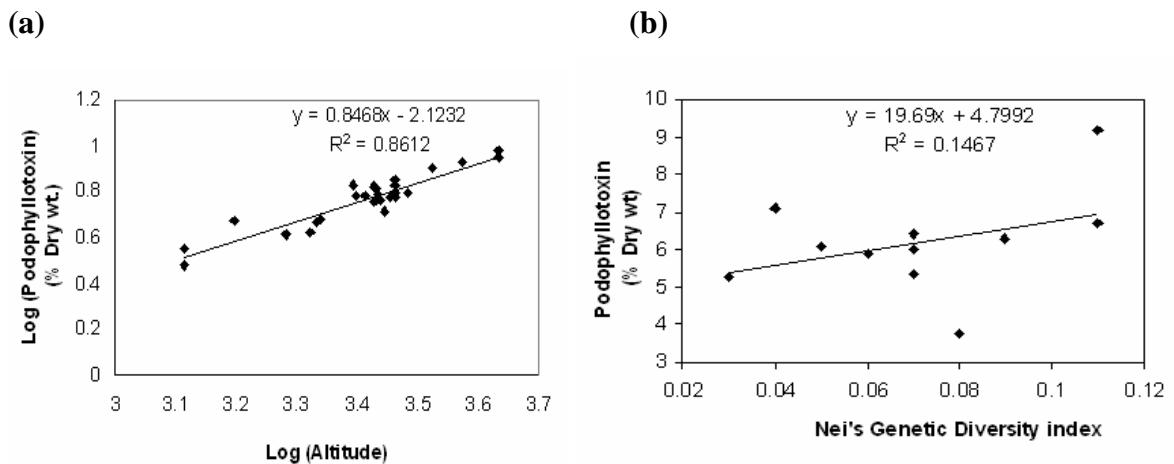 (a)
(b)
y = 0.8468x - 2.1232
R² = 0.8612
1.2
1
0.8
0.6
0.4
0.2
0
3 3.1 3.2 3.3 3.4 3.5 3.6 3.7
Log (Podophyllotoxin)
(% Dry wt.)
Log (Altitude)
y = 19.69x + 4.7992
R² = 0.1467
10
9
8
7
6
5
4
3
0.02 0.04 0.06 0.08 0.1 0.12
Podophyllotoxin
(% Dry wt)
Nei's Genetic Diversity index